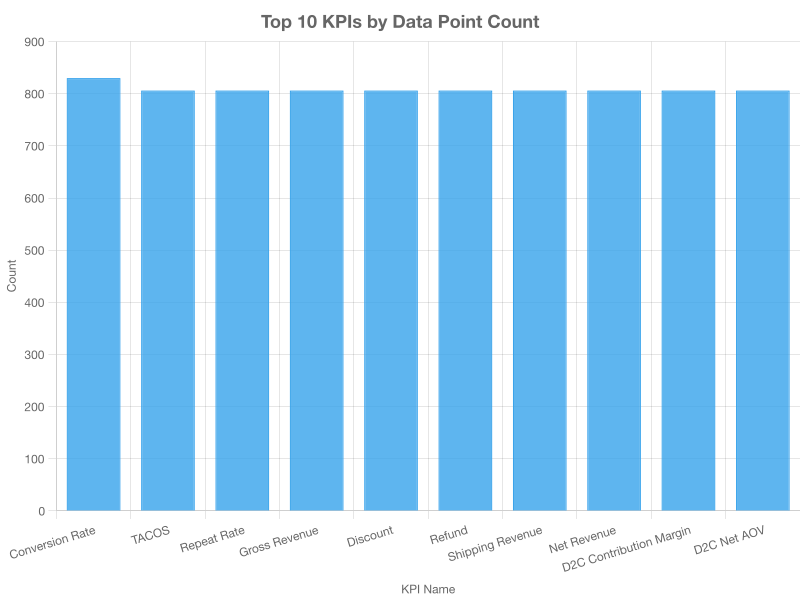 Top 10 KPIs by Data Point Count
900
800
700
600
500
400
300
200
100
0
Count
Conversion Rate
TACOS
Repeat Rate
Gross Revenue
Discount
Refund
Shipping Revenue
Net Revenue
D2C Contribution Margin
D2C Net AOV
KPI Name